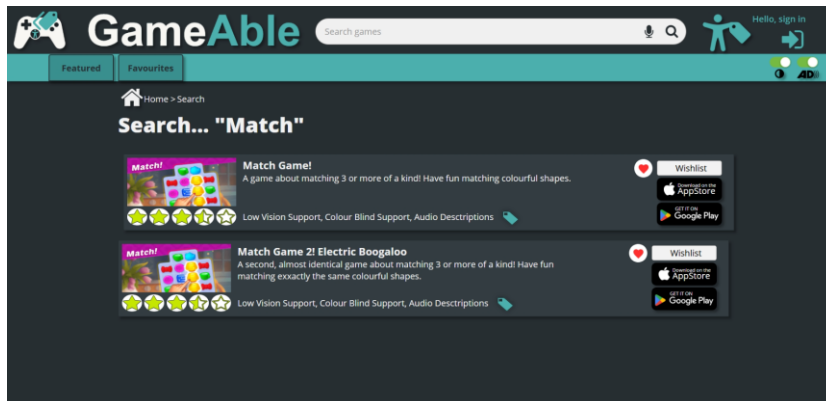 GameAble
Search games
Hello, sign in
Featured
Favourites
AD
Home > Search
Search... "Match"
Match!
Match Game!
A game about matching 3 or more of a kind! Have fun matching colourful shapes.
Low Vision Support, Colour Blind Support, Audio Desctriptions
Wishlist
Download on the
AppStore
GET IT ON
Google Play
Match!
Match Game 2! Electric Boogaloo
A second, almost identical game about matching 3 or more of a kind! Have fun
matching exxactly the same colourful shapes.
Low Vision Support, Colour Blind Support, Audio Desctriptions
Wishlist
Download on the
AppStore
GET IT ON
Google Play